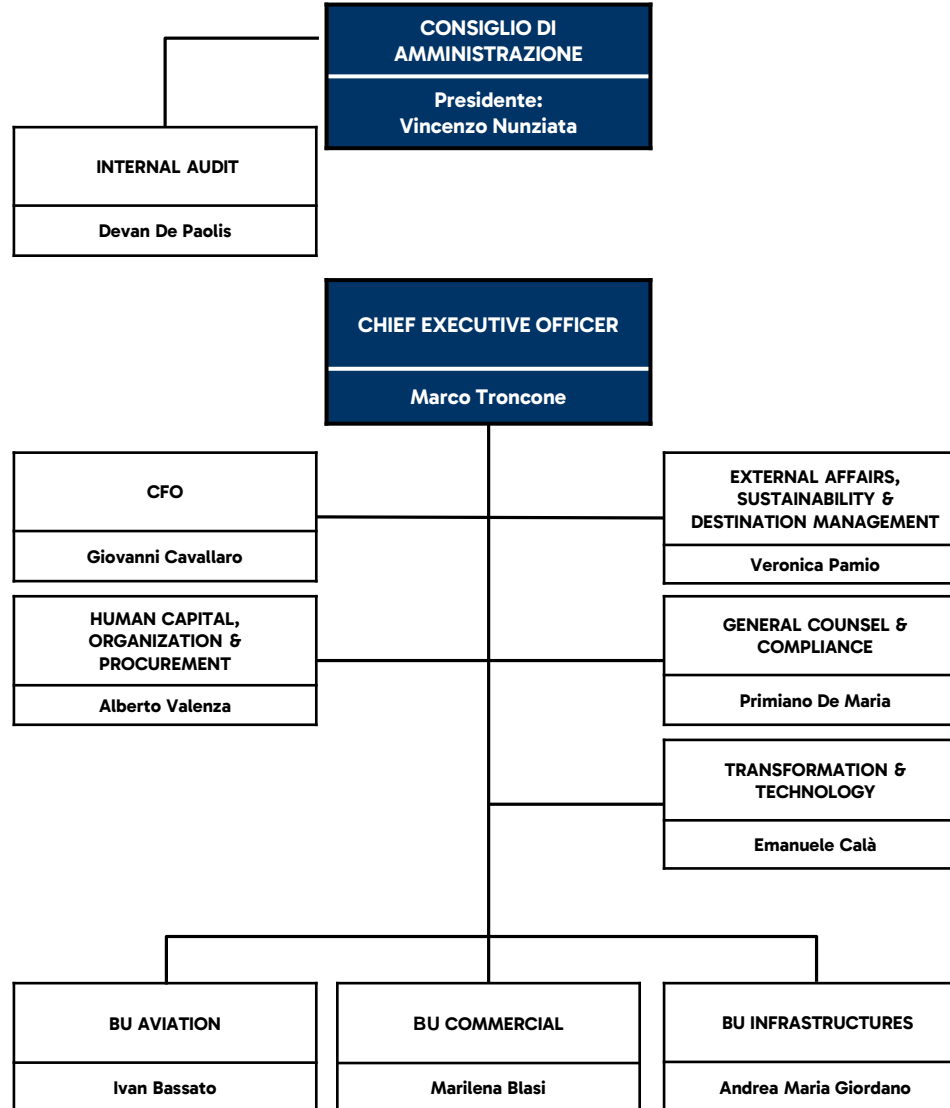 CONSIGLIO DI
AMMINISTRAZIONE
Presidente:
Vincenzo Nunziata
INTERNAL AUDIT
Devan De Paolis
CHIEF EXECUTIVE OFFICER
Marco Troncone
CFO
Giovanni Cavallaro
EXTERNAL AFFAIRS,
SUSTAINABILITY &
DESTINATION MANAGEMENT
Veronica Pamio
HUMAN CAPITAL,
ORGANIZATION &
PROCUREMENT
Alberto Valenza
GENERAL COUNSEL &
COMPLIANCE
Primiano De Maria
TRANSFORMATION &
TECHNOLOGY
Emanuele Calà
BU AVIATION
Ivan Bassato
BU COMMERCIAL
Marilena Blasi
BU INFRASTRUCTURES
Andrea Maria Giordano